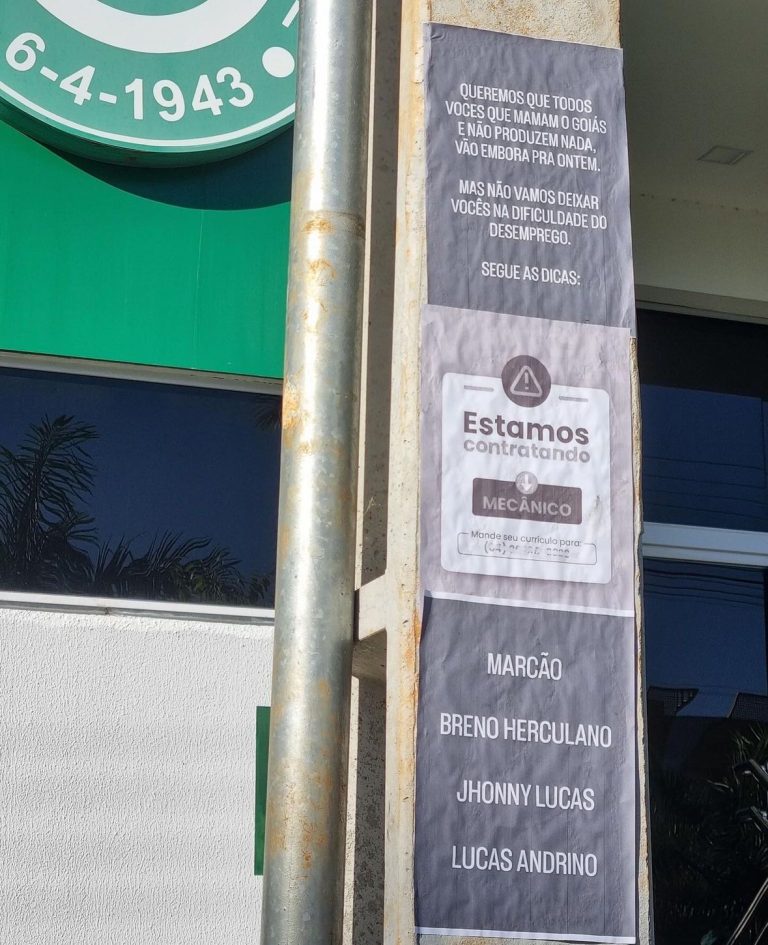 6-4-1943
QUEREMOS QUE TODOS
VOCES QUE MAMAM O GOIÁS
E NÃO PRODUZEM NADA,
VÃO EMBORA PRA ONTEM.
MAS NÃO VAMOS DEIXAR
VOCÊS NA DIFICULDADE DO
DESEMPREGO.
SEGUE AS DICAS:
Estamos
contratando
MECÂNICO
Mande seu currículo para:
MARCÃO
BRENO HERCULANO
JHONNY LUCAS
LUCAS ANDRINO